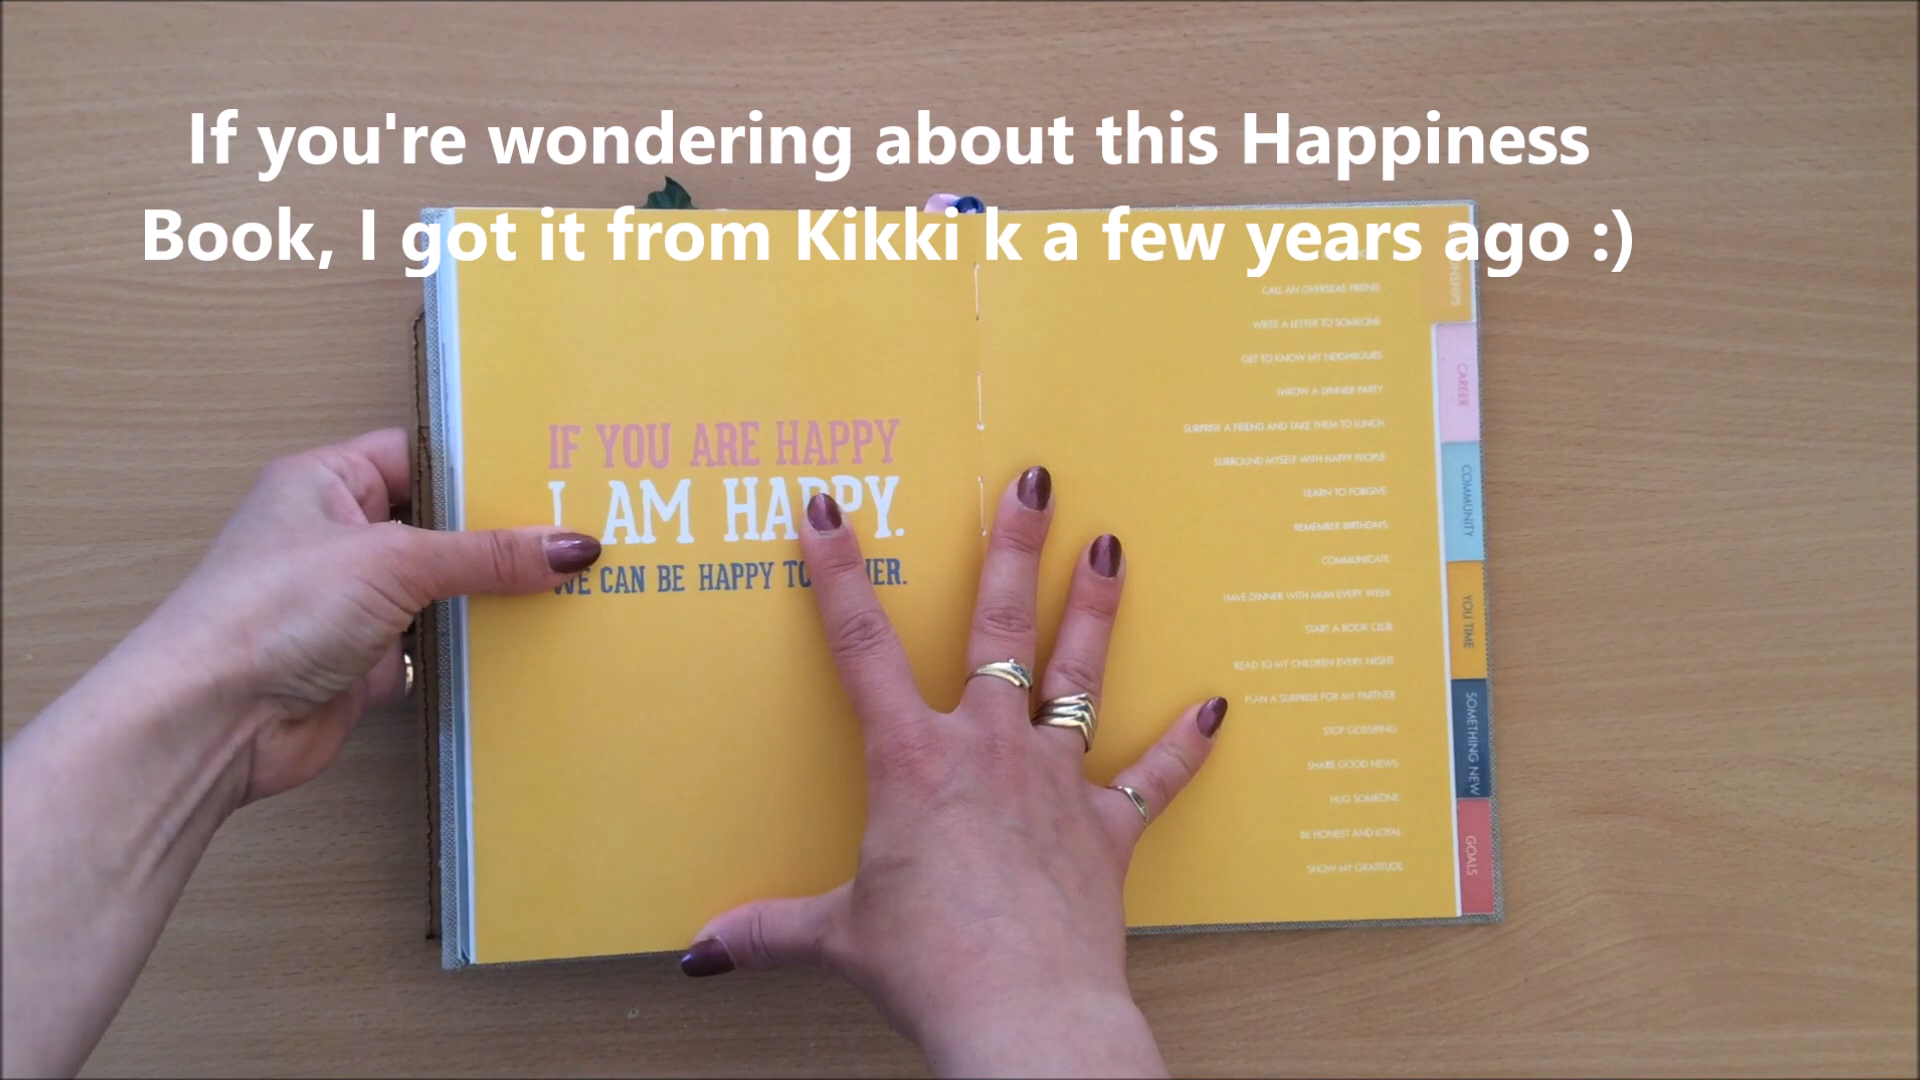 If you're wondering about this Happiness
Book, I got it from Kikki k a few years ago :)
IF YOU ARE HAPPY
I AM HAPPY.
WE CAN BE HAPPY
CALL AN OVERSEAS FRIEND
WRITE A LETTER TO SOMEONE
GET TO KNOW MY NEIGHBOURS
THROW A DINNER PARTY
SURPRISE A FRIEND AND TAKE THEM TO LUNCH
SURROUND MYSELF WITH HAPPY PEOPLE
LEARN TO FORGIVE
REMEMBER BIRTHDAYS
COMMUNICATE
HAVE DINNER WITH MUM EVERY WEEK
START A BOOK CLUB
READ TO MY CHILDREN EVERY NIGHT
PLAN A SURPRISE FOR MY PARTNER
STOP GOSSIPING
SHARE GOOD NEWS
HUG SOMEONE
BE HONEST AND LOYAL
SHOW MY GRATITUDE
CAREER
COMMUNITY
YOU TIME
SOMETHING NEW
GOALS